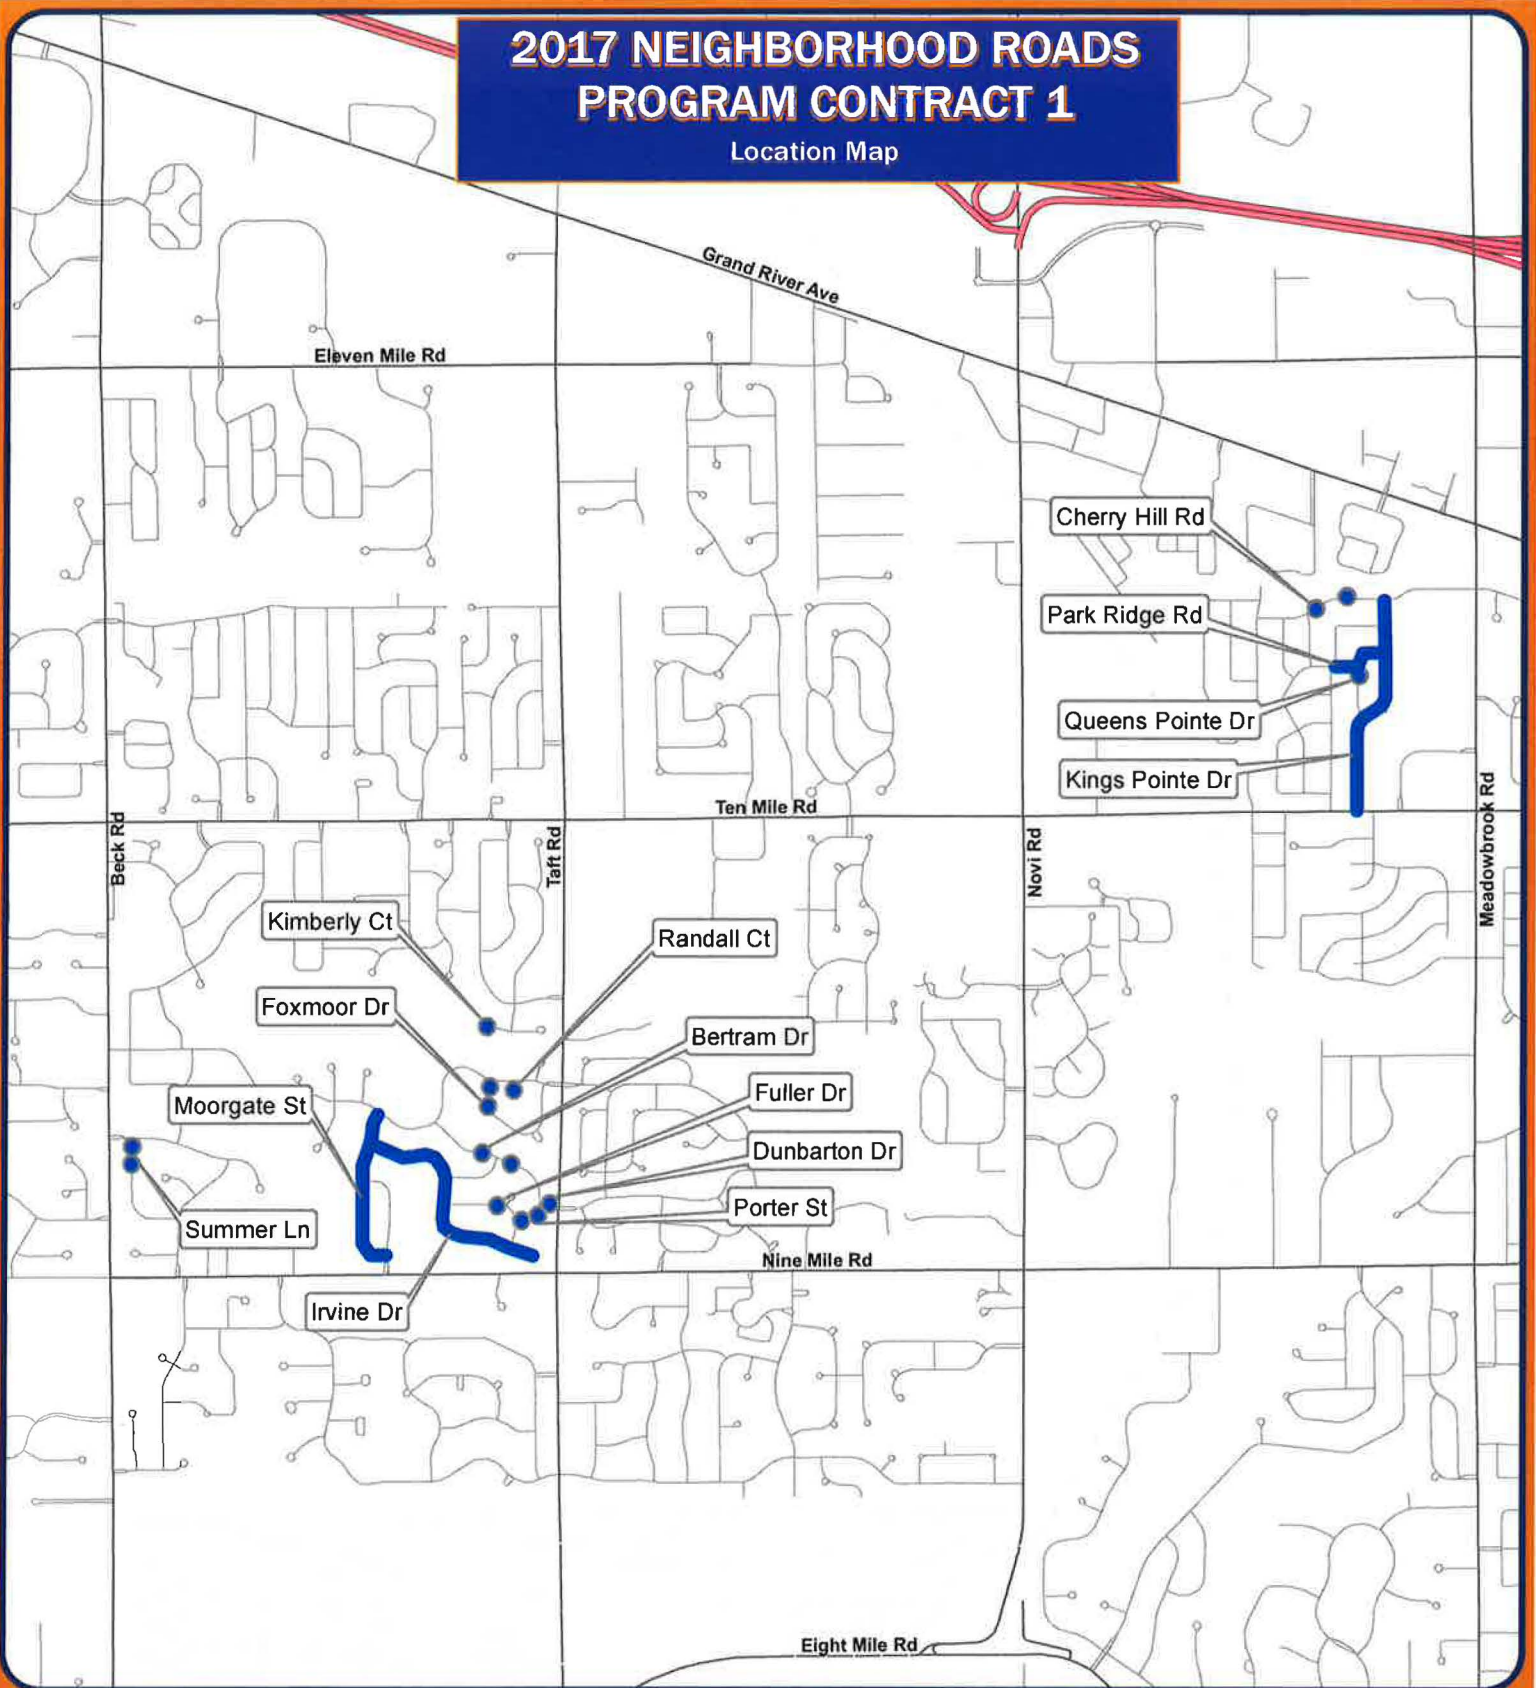 2017 NEIGHBORHOOD ROADS
PROGRAM CONTRACT 1
Location Map
Grand River Ave
Eleven Mile Rd
Cherry Hill Rd
Park Ridge Rd
Queens Pointe Dr
Kings Pointe Dr
Ten Mile Rd
Beck Rd
Taft Rd
Novi Rd
Meadowbrook Rd
Kimberly Ct
Randall Ct
Foxmoor Dr
Bertram Dr
Fuller Dr
Moorgate St
Dunbarton Dr
Porter St
Summer Ln
Nine Mile Rd
Irvine Dr
Eight Mile Rd